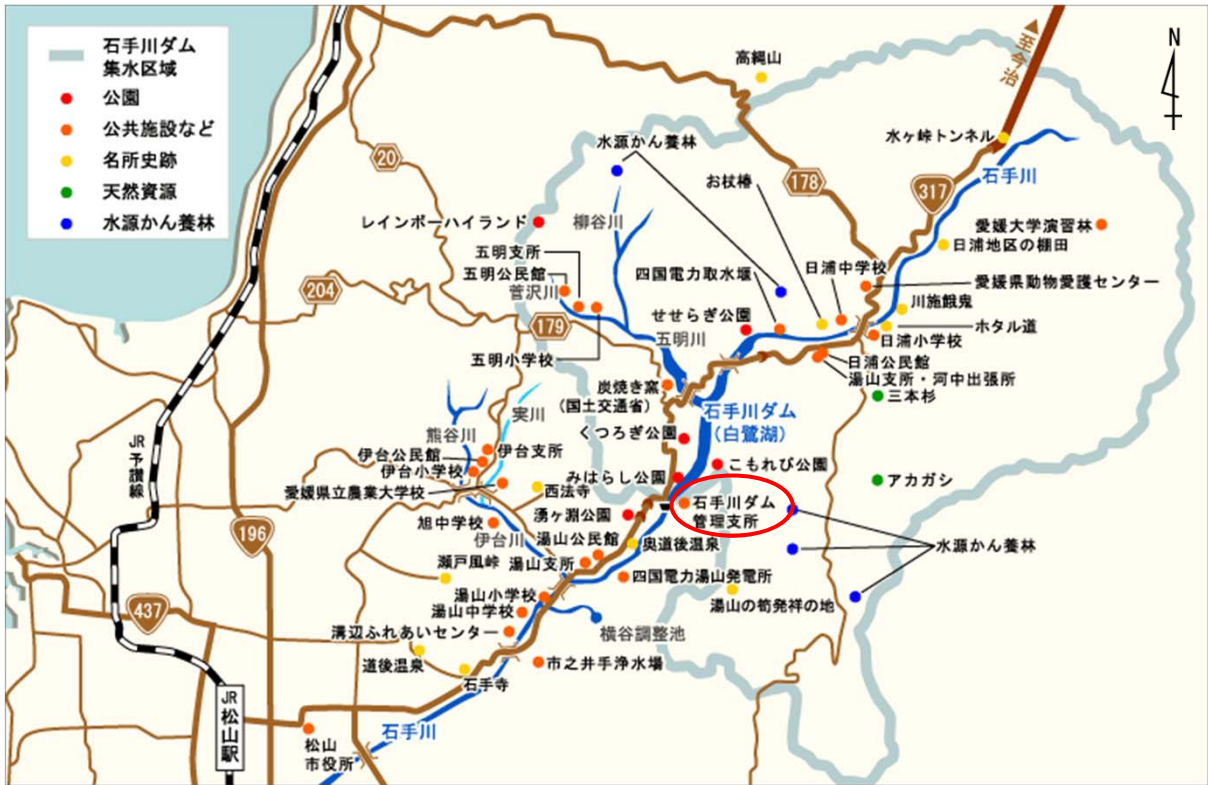 石手川ダム
集水区域
公園
公共施設など
名所史跡
天然資源
水源かん養林
N
至今治
高縄山
水ヶ峠トンネル
水源かん養林
20
お杖椿
178
317
石手川
レインボーハイランド
柳谷川
愛媛大学演習林
日浦地区の棚田
五明支所
五明公民館
四国電力取水堰
日浦中学校
愛媛県動物愛護センター
204
菅沢川
川施餓鬼
せせらぎ公園
179
五明川
ホタル道
日浦小学校
五明小学校
日浦公民館
湯山支所・河中出張所
炭焼き窯
(国土交通省)
三本杉
石手川ダム
(白鷺湖)
実川
くつろぎ公園
熊谷川
伊台支所
伊台公民館
伊台小学校
JR予讃線
みはらし公園
こもれび公園
アカガシ
愛媛県立農業大学校
西法寺
石手川ダム
管理支所
湧ヶ淵公園
旭中学校
伊台川
196
湯山公民館
奥道後温泉
水源かん養林
瀬戸風峠
湯山支所
四国電力湯山発電所
湯山小学校
湯山の筍発祥の地
437
湯山中学校
溝辺ふれあいセンター
横谷調整池
道後温泉
市之井手浄水場
石手寺
JR松山駅
石手川
松山
市役所